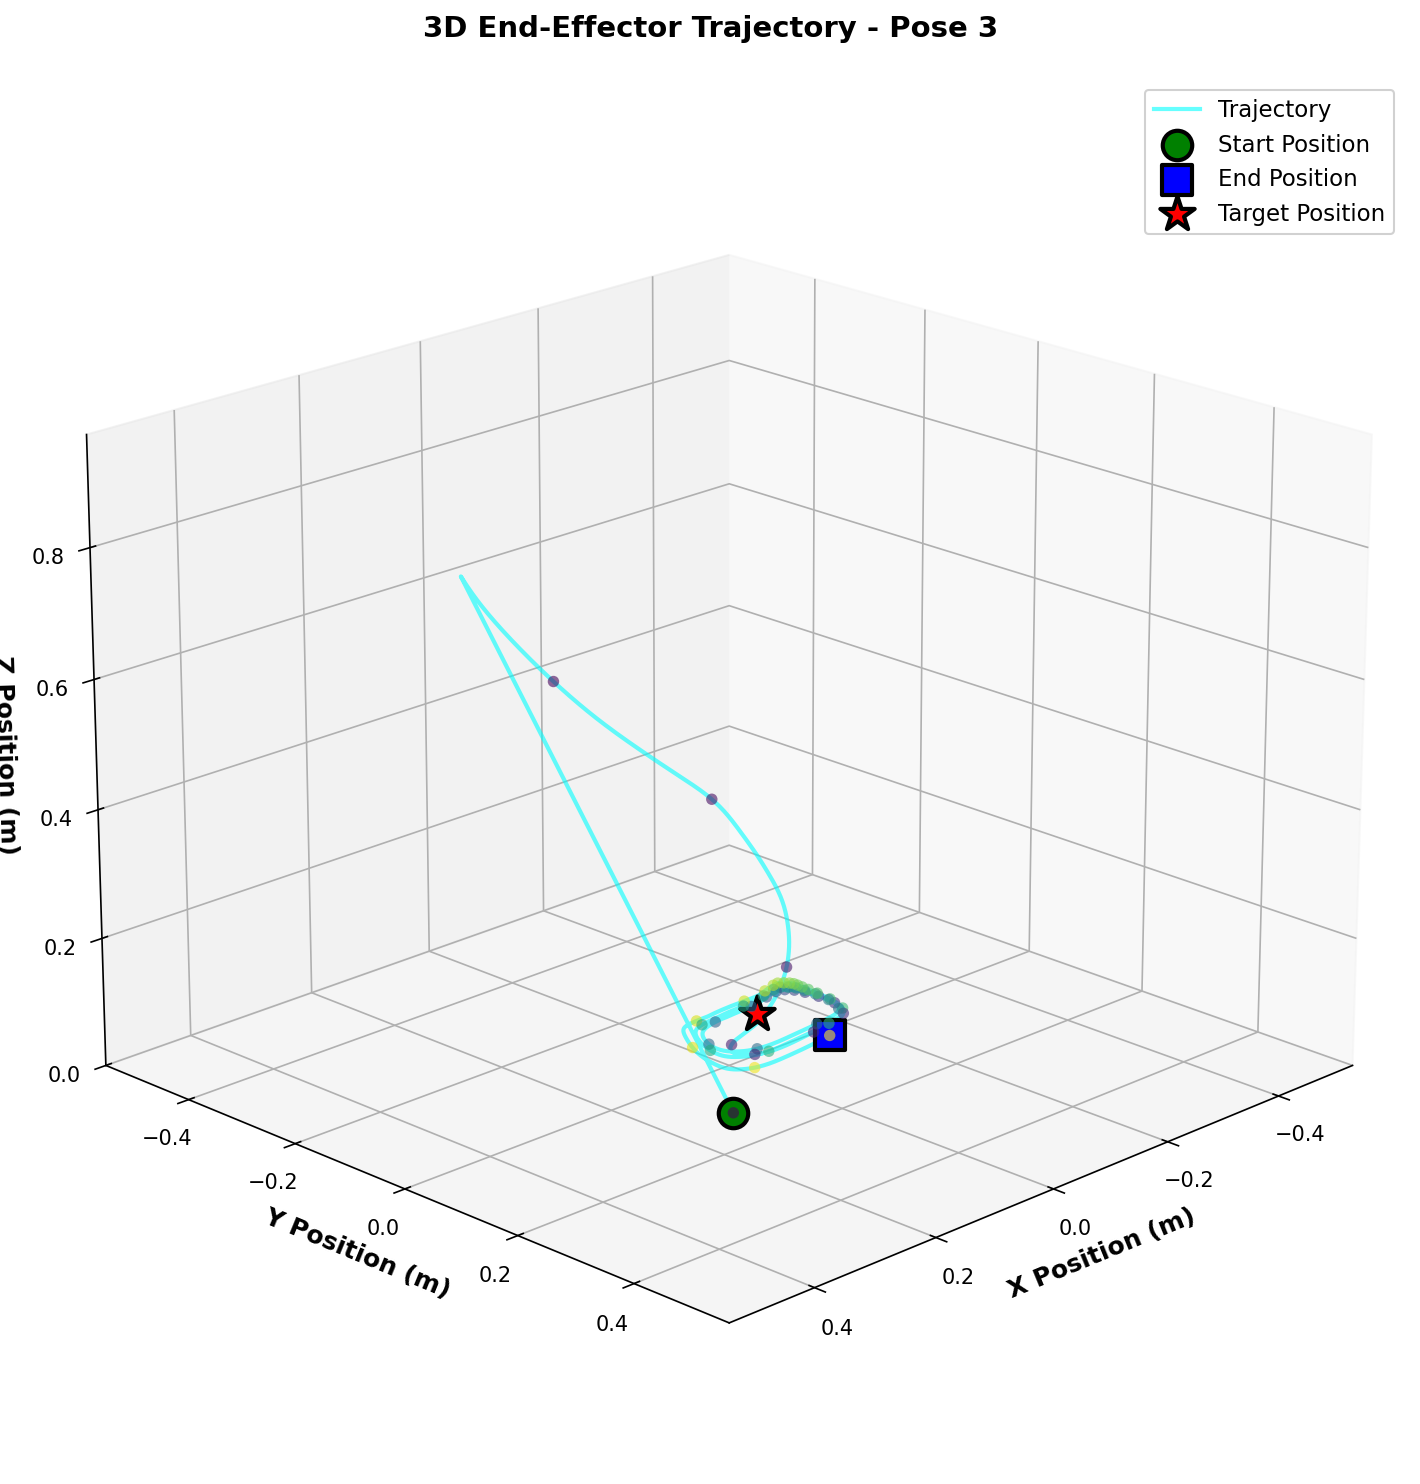 3D End-Effector Trajectory - Pose 3
Trajectory
Start Position
End Position
Target Position
0.8
0.6
0.4
0.2
0.0
Z Position (m)
−0.4
−0.2
0.0
0.2
0.4
Y Position (m)
−0.4
−0.2
0.0
0.2
0.4
X Position (m)